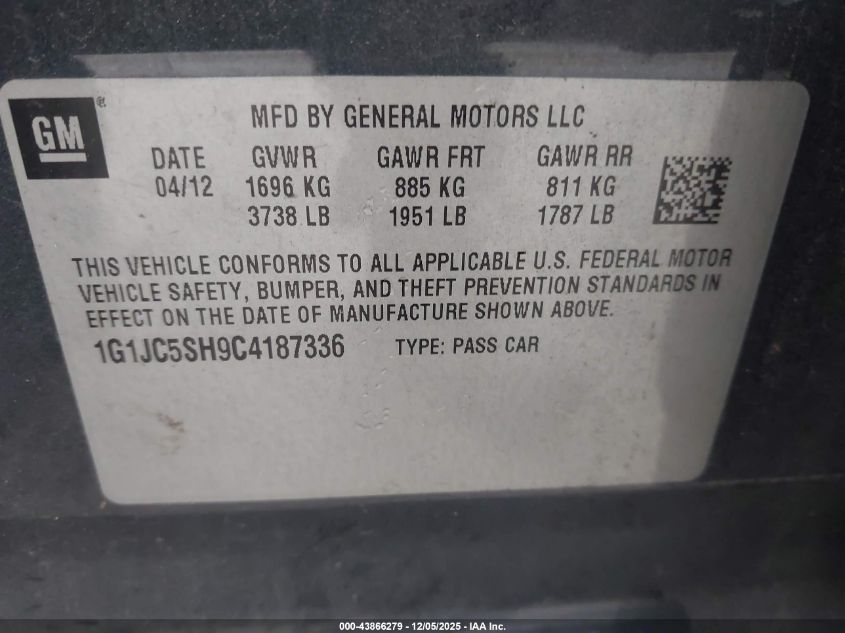 GM ®
MFD BY GENERAL MOTORS LLC
DATE GVWR GAWR FRT GAWR RR
04/12 1696 KG 885 KG 811 KG
3738 LB 1951 LB 1787 LB
THIS VEHICLE CONFORMS TO ALL APPLICABLE U.S. FEDERAL MOTOR
VEHICLE SAFETY, BUMPER, AND THEFT PREVENTION STANDARDS IN
EFFECT ON THE DATE OF MANUFACTURE SHOWN ABOVE.
1G1JC5SH9C4187336 TYPE: PASS CAR
000-43866279 - 12/05/2025 - IAA Inc.